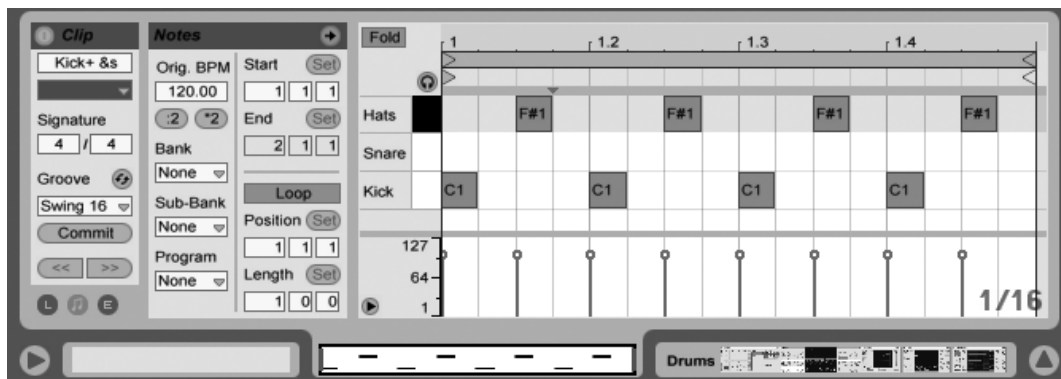 Clip
Kick+ &s
Signature
4 / 4
Groove
Swing 16
Commit
<< >>
L E
Notes
Orig. BPM
120.00
:2 *2
Bank
None
Sub-Bank
None
Program
None
Start Set
1 1 1
End Set
2 1 1
Loop
Position Set
1 1 1
Length Set
1 0 0
Fold
1 1.2 1.3 1.4
Hats F#1 F#1 F#1 F#1
Snare
Kick C1 C1 C1 C1
127
64
1
1/16
Drums